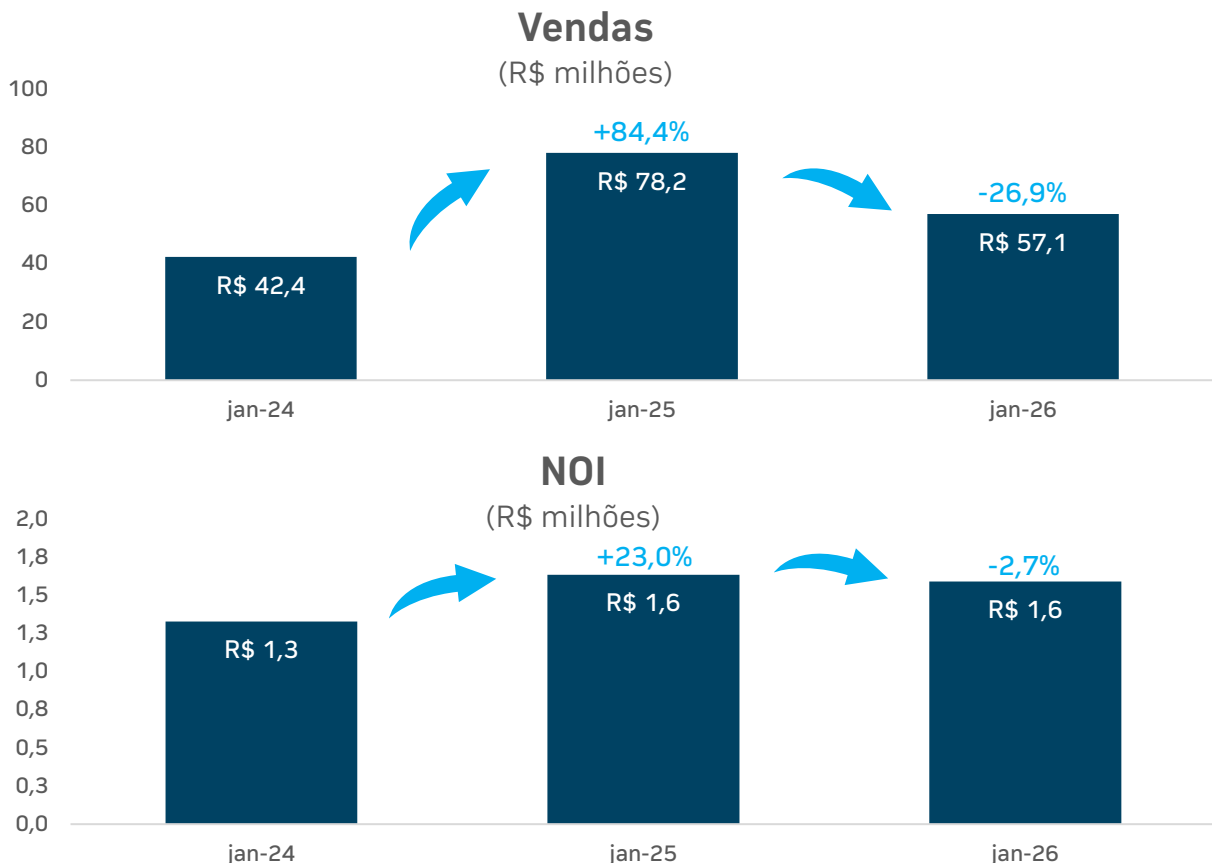 Vendas
(R$ milhões)
100
80
60
40
20
0
+84,4%
-26,9%
R$ 42,4
R$ 78,2
R$ 57,1
jan-24
jan-25
jan-26
NOI
(R$ milhões)
2,0
1,8
1,5
1,3
1,0
0,8
0,5
0,3
0,0
+23,0%
-2,7%
R$ 1,3
R$ 1,6
R$ 1,6
jan-24
jan-25
jan-26